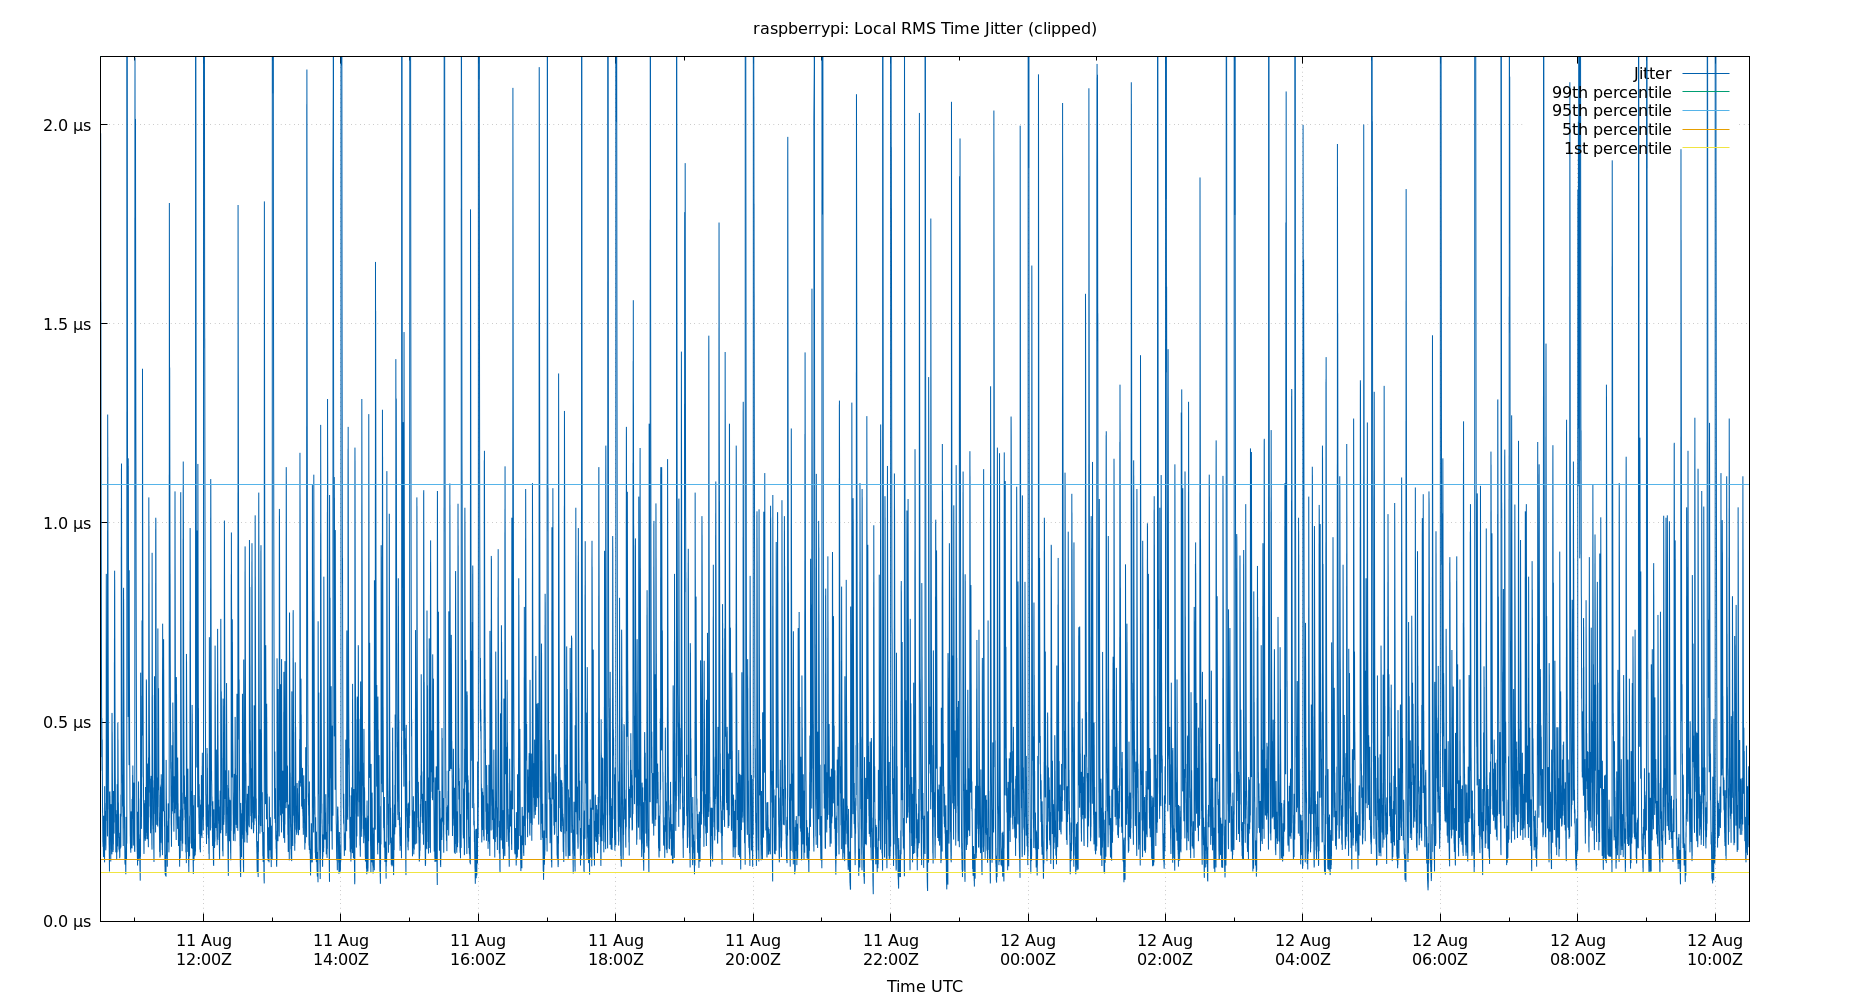 raspberrypi: Local RMS Time Jitter (clipped)
Jitter
99th percentile
95th percentile
5th percentile
1st percentile
2.0 µs
1.5 µs
1.0 µs
0.5 µs
0.0 µs
11 Aug 11 Aug 11 Aug 11 Aug 11 Aug 11 Aug 12 Aug 12 Aug 12 Aug 12 Aug 12 Aug 12 Aug
12:00Z 14:00Z 16:00Z 18:00Z 20:00Z 22:00Z 00:00Z 02:00Z 04:00Z 06:00Z 08:00Z 10:00Z
Time UTC